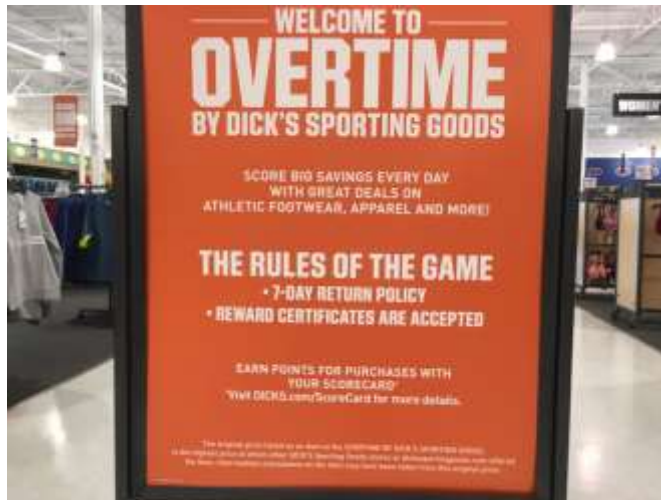 WELCOME TO
OVERTIME
BY DICK'S SPORTING GOODS
SCORE BIG SAVINGS EVERY DAY
WITH GREAT DEALS ON
ATHLETIC FOOTWEAR, APPAREL AND MORE!
THE RULES OF THE GAME
• 7-DAY RETURN POLICY
• REWARD CERTIFICATES ARE ACCEPTED
EARN POINTS FOR PURCHASES WITH
YOUR SCORECARD*
*Visit DICKS.com/ScoreCard for more details.
WOMEN'S